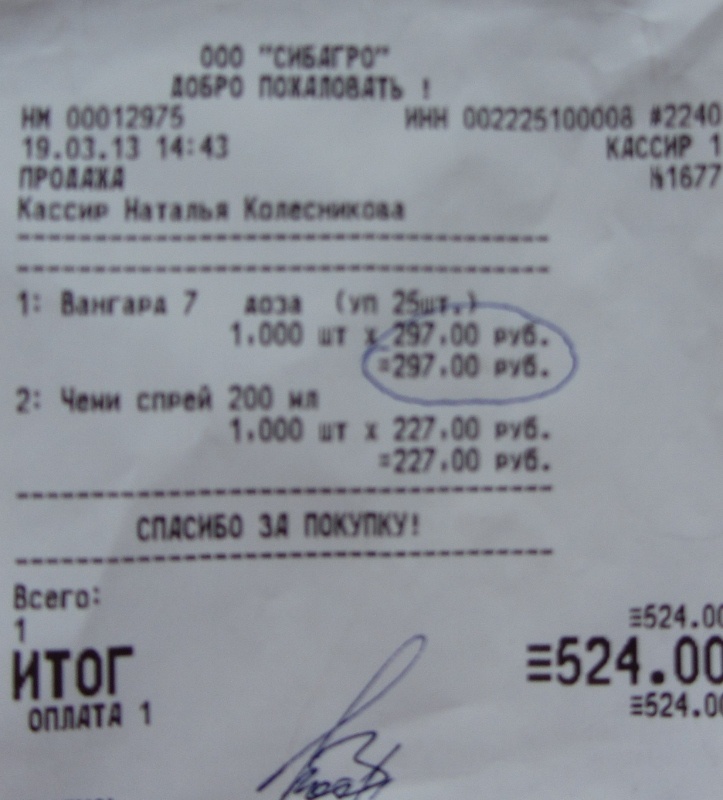 ООО "СИБАГРО"
ДОБРО ПОЖАЛОВАТЬ !
НМ 00012975 ИНН 002225100008 #2240
19.03.13 14:43 КАССИР 1
ПРОДАЖА №1677
Кассир Наталья Колесникова
1: Вангард 7 доза (уп 25шт.)
1.000 шт х 297.00 руб.
=297.00 руб.
2: Чеми спрей 200 мл
1.000 шт х 227.00 руб.
=227.00 руб.
СПАСИБО ЗА ПОКУПКУ!
Всего:
≡524.00
1
ИТОГ ≡524.00
ОПЛАТА 1 ≡524.00